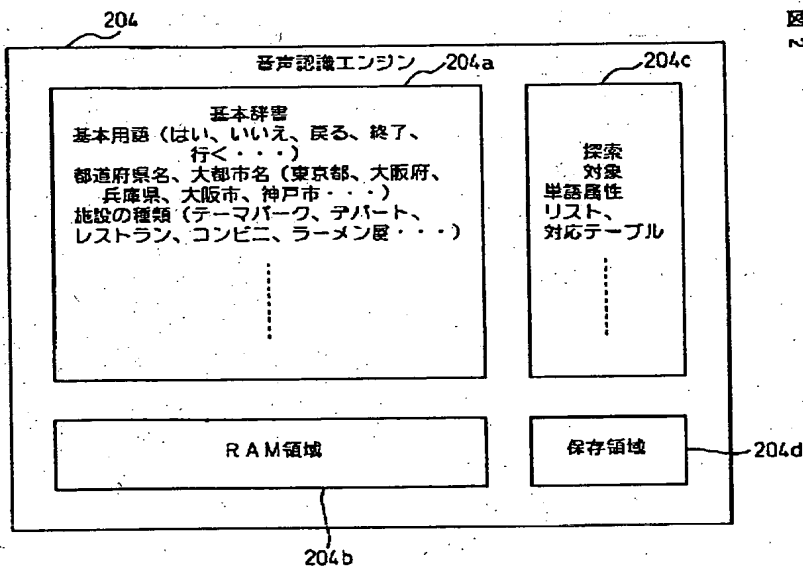 図2
204
音声認識エンジン
204a
204c
基本辞書
基本用語（はい、いいえ、戻る、終了、
行く・・・）
都道府県名、大都市名（東京都、大阪府、
兵庫県、大阪市、神戸市・・・）
施設の種類（テーマパーク、デパート、
レストラン、コンビニ、ラーメン屋・・・）
探索
対象
単語属性
リスト、
対応テーブル
RAM領域
保存領域
204d
204b